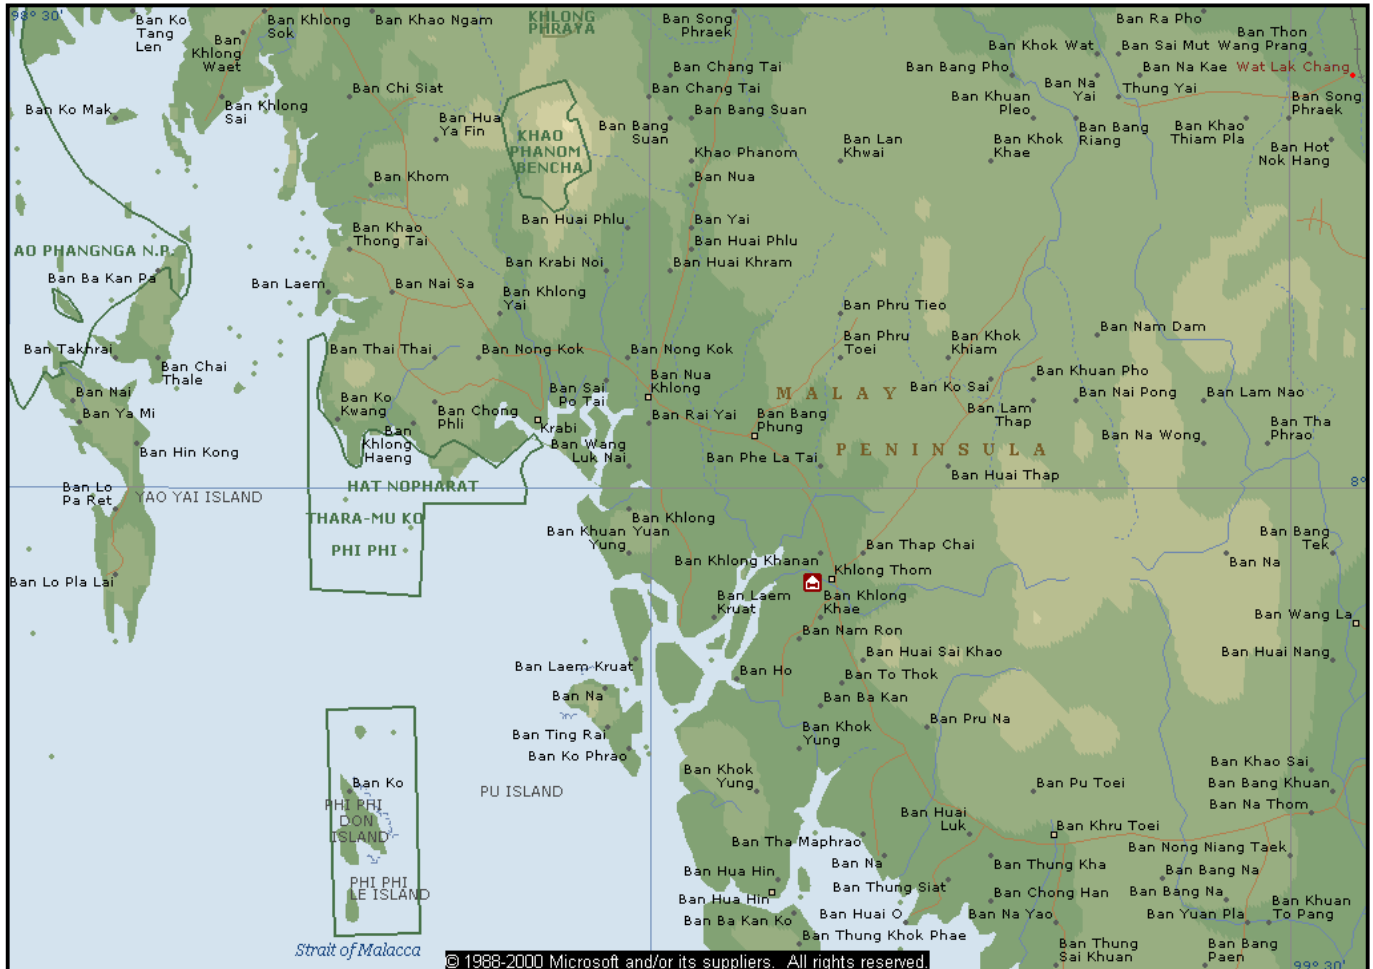 98° 30'
Ban Ko
Tang
Len
Ban Khlong
Sok
Ban Khao Ngam
KHLONG
PHRAYA
Ban Song
Phraek
Ban Ra Pho
Ban Thon
Ban
Khlong
Waet
Ban Khok Wat
Ban Sai Mut
Wang Prang
Ban Chang Tai
Ban Bang Pho
Ban Na Kae
Wat Lak Chang
Ban Chi Siat
Ban Chang Tai
Ban Na
Yai
Thung Yai
Ban Ko Mak
Ban Khlong
Sai
Ban Bang Suan
Ban Khuan
Pleo
Ban Song
Phraek
Ban Hua
Ya Fin
KHAO
PHANOM
BENCHA
Ban Bang
Suan
Ban Lan
Khwai
Ban Khok
Khae
Ban Bang
Riang
Ban Khao
Thiam Pla
Ban Hot
Nok Hang
Khao Phanom
Ban Khom
Ban Nua
Ban Huai Phlu
Ban Yai
Ban Khao
Thong Tai
Ban Huai Phlu
AO PHANGNGA N.P.
Ban Ba Kan Pa
Ban Krabi Noi
Ban Huai Khram
Ban Laem
Ban Nai Sa
Ban Khlong
Yai
Ban Phru Tieo
Ban Nam Dam
Ban Takhrai
Ban Chai
Thale
Ban Thai Thai
Ban Nong Kok
Ban Nong Kok
Ban Phru
Toei
Ban Khok
Khiam
Ban Khuan Pho
Ban Nai
Ban Sai
Po Tai
Ban Nua
Khlong
MALAY
Ban Ko Sai
Ban Nai Pong
Ban Lam Nao
Ban Ya Mi
Ban Ko
Kwang
Ban Chong
Phli
Krabi
Ban Rai Yai
Ban Bang
Phung
Ban Lam
Thap
Ban Tha
Phrao
Ban
Khlong
Haeng
Ban Na Wong
Ban Hin Kong
Ban Wang
Luk Nai
Ban Phe La Tai
PENINSULA
Ban Huai Thap
Ban Lo
Pa Ret
YAO YAI ISLAND
HAT NOPHARAT
8°
THARA-MU KO
PHI PHI
Ban Khlong
Yuan
Ban Khuan
Yung
Ban Bang
Tek
Ban Thap Chai
Ban Khlong Khanan
Khlong Thom
Ban Na
Ban Lo Pla Lai
Ban Laem
Kruat
Ban Khlong
Khae
Ban Wang La
Ban Nam Ron
Ban Huai Sai Khao
Ban Huai Nang
Ban Laem Kruat
Ban Ho
Ban To Thok
Ban Na
Ban Ba Kan
Ban Pru Na
Ban Ting Rai
Ban Khok
Yung
Ban Ko Phrao
Ban Khao Sai
Ban Ko
Ban Khok
Yung
Ban Pu Toei
Ban Bang Khuan
PU ISLAND
PHI PHI
DON
ISLAND
Ban Na Thom
Ban Huai
Luk
Ban Khru Toei
Ban Tha Maphrao
Ban Na
Ban Nong Niang Taek
Ban Thung Kha
Ban Bang Na
PHI PHI
LE ISLAND
Ban Hua Hin
Ban Thung Siat
Ban Chong Han
Ban Bang Na
Ban Hua Hin
Ban Khuan
To Pang
Ban Ba Kan Ko
Ban Huai O
Ban Na Yao
Ban Yuan Pla
Ban Thung Khok Phae
Ban Thung
Sai Khuan
Ban Bang
Paen
Strait of Malacca
© 1988-2000 Microsoft and/or its suppliers. All rights reserved.
99° 30'